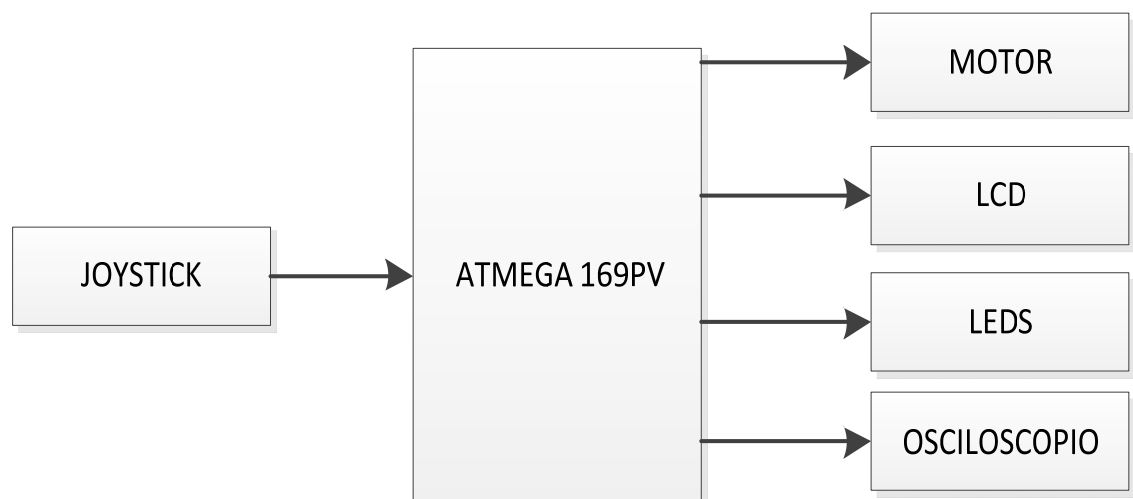 MOTOR
LCD
JOYSTICK
ATMEGA 169PV
LEDS
OSCILOSCOPIO